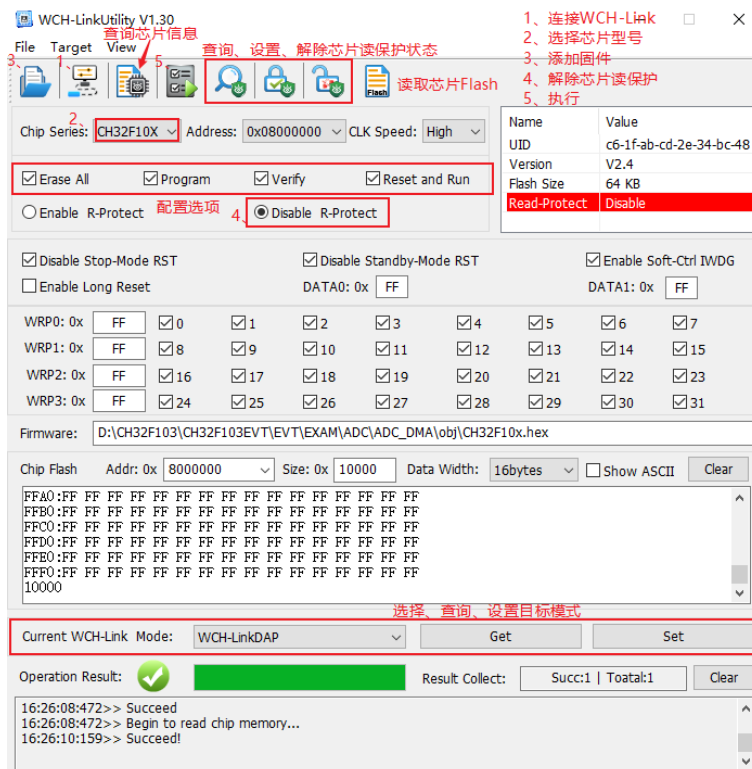 WCH-LinkUtility V1.30
1、连接WCH-Link
2、选择芯片型号
3、添加固件
4、解除芯片读保护
5、执行
查询芯片信息
File Target View
查询、设置、解除芯片读保护状态
3、 1、 5、
Flash
读取芯片Flash
2、
Chip Series: CH32F10X Address: 0x08000000 CLK Speed: High
Name Value
UID c6-1f-ab-cd-2e-34-bc-48
Version V2.4
Flash Size 64 KB
Read-Protect Disable
Erase All Program Verify Reset and Run
Enable R-Protect 配置选项 4、 Disable R-Protect
Disable Stop-Mode RST Disable Standby-Mode RST Enable Soft-Ctrl IWDG
Enable Long Reset DATA0: 0x FF DATA1: 0x FF
WRP0: 0x FF 0 1 2 3 4 5 6 7
WRP1: 0x FF 8 9 10 11 12 13 14 15
WRP2: 0x FF 16 17 18 19 20 21 22 23
WRP3: 0x FF 24 25 26 27 28 29 30 31
Firmware: D:\CH32F103\CH32F103EVT\EVT\EXAM\ADC\ADC_DMA\obj\CH32F10x.hex
Chip Flash Addr: 0x 8000000 Size: 0x 10000 Data Width: 16bytes Show ASCII Clear
FFA0:FF FF FF FF FF FF FF FF FF FF FF FF FF FF FF FF
FFB0:FF FF FF FF FF FF FF FF FF FF FF FF FF FF FF FF
FFC0:FF FF FF FF FF FF FF FF FF FF FF FF FF FF FF FF
FFD0:FF FF FF FF FF FF FF FF FF FF FF FF FF FF FF FF
FFE0:FF FF FF FF FF FF FF FF FF FF FF FF FF FF FF FF
FFF0:FF FF FF FF FF FF FF FF FF FF FF FF FF FF FF FF
10000
选择、查询、设置目标模式
Current WCH-Link Mode: WCH-LinkDAP Get Set
Operation Result: Result Collect: Succ:1 | Toatal:1 Clear
16:26:08:472>> Succeed
16:26:08:472>> Begin to read chip memory...
16:26:10:159>> Succeed!